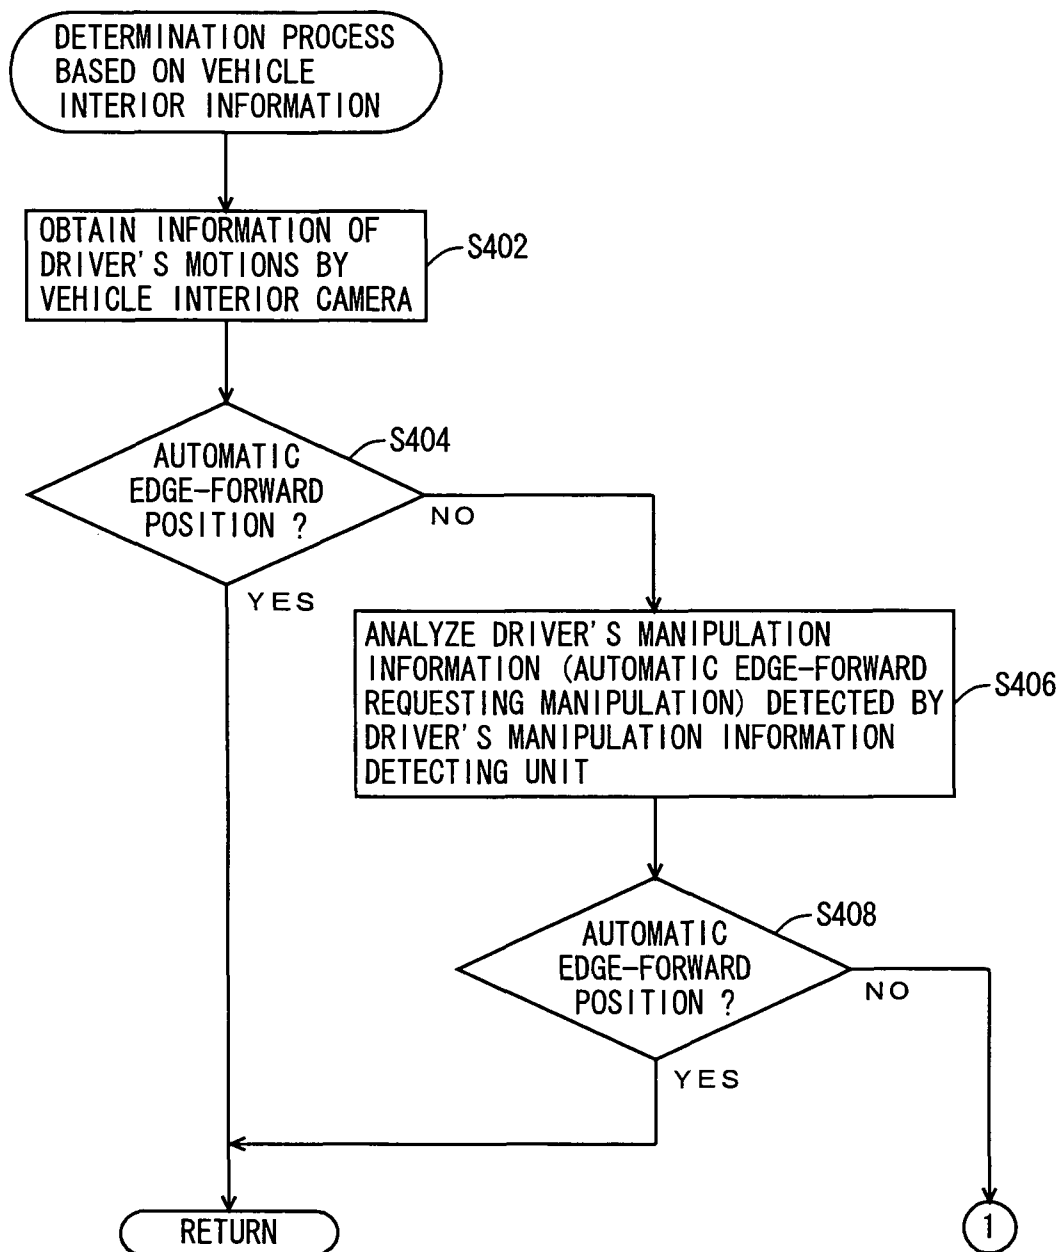 DETERMINATION PROCESS
BASED ON VEHICLE
INTERIOR INFORMATION
OBTAIN INFORMATION OF
DRIVER'S MOTIONS BY
VEHICLE INTERIOR CAMERA
S402
AUTOMATIC
EDGE-FORWARD
POSITION ?
S404
NO
YES
ANALYZE DRIVER'S MANIPULATION
INFORMATION (AUTOMATIC EDGE-FORWARD
REQUESTING MANIPULATION) DETECTED BY
DRIVER'S MANIPULATION INFORMATION
DETECTING UNIT
S406
AUTOMATIC
EDGE-FORWARD
POSITION ?
S408
NO
YES
RETURN
1